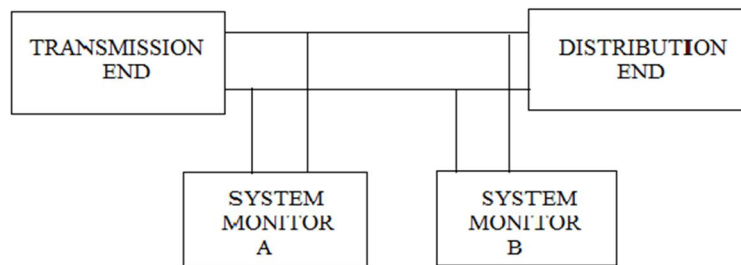 TRANSMISSION
END
DISTRIBUTION
END
SYSTEM
MONITOR
A
SYSTEM
MONITOR
B